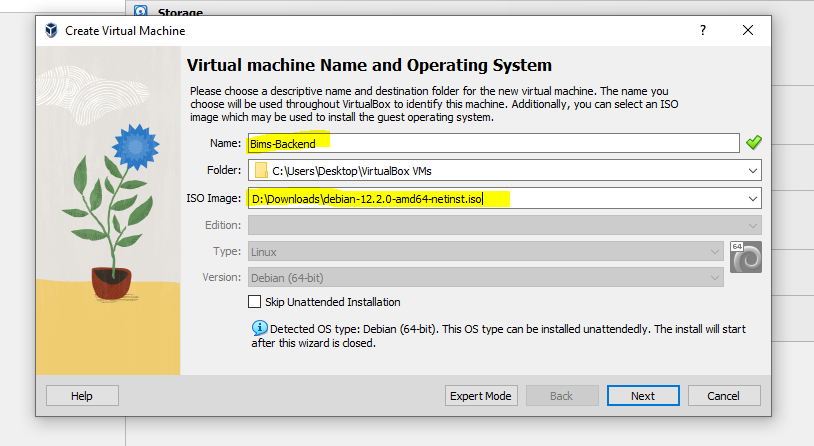 Storage
Create Virtual Machine
?
Virtual machine Name and Operating System
Please choose a descriptive name and destination folder for the new virtual machine. The name you
choose will be used throughout VirtualBox to identify this machine. Additionally, you can select an ISO
image which may be used to install the guest operating system.
Name: Bims-Backend
Folder: C:\Users\Desktop\VirtualBox VMs
ISO Image: D:\Downloads\debian-12.2.0-amd64-netinst.iso
Edition:
Type: Linux
64
Version: Debian (64-bit)
Skip Unattended Installation
Detected OS type: Debian (64-bit). This OS type can be installed unattendedly. The install will start
after this wizard is closed.
Help Expert Mode Back Next Cancel